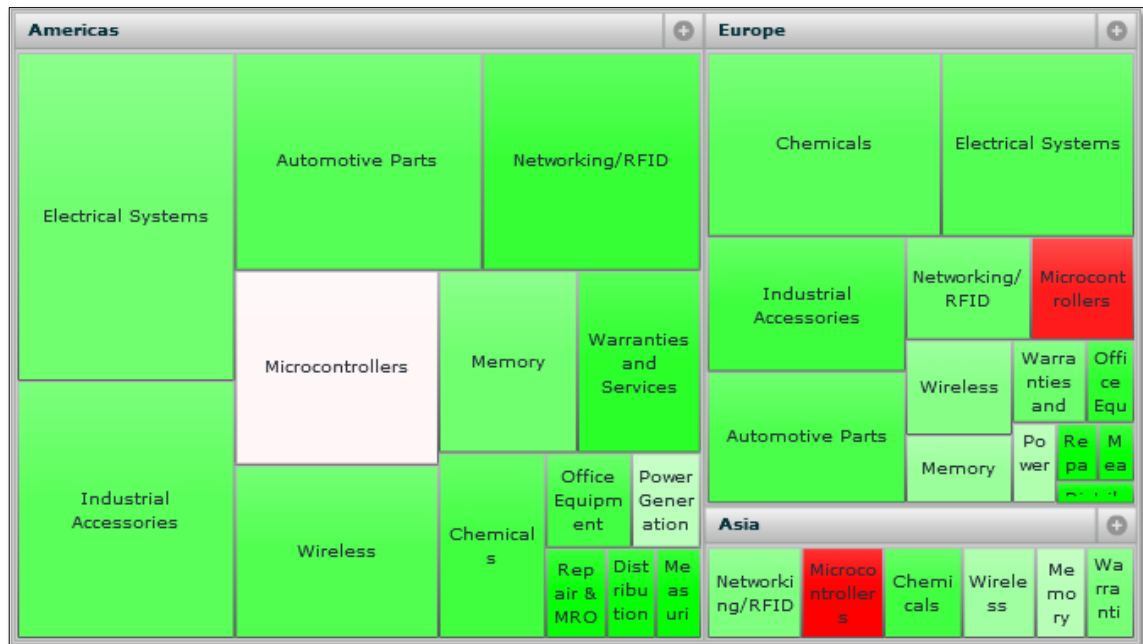 Americas
Electrical Systems
Automotive Parts
Networking/RFID
Microcontrollers
Memory
Warranties
and
Services
Industrial
Accessories
Wireless
Chemical
s
Office
Equipm
ent
Power
Gener
ation
Rep
air &
MRO
Dist
ribu
tion
Me
as
uri
Europe
Chemicals
Electrical Systems
Industrial
Accessories
Networking/
RFID
Microcont
rollers
Automotive Parts
Wireless
Warra
nties
and
Offi
ce
Equ
Memory
Po
wer
Re
pa
M
ea
Asia
Networki
ng/RFID
Microco
ntroller
s
Chemi
cals
Wirele
ss
Me
mo
ry
Wa
rra
nti